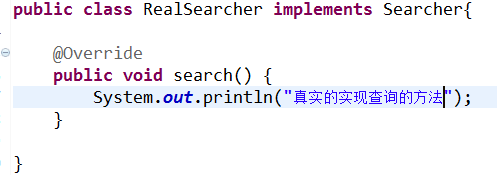 public class RealSearcher implements Searcher{
@Override
public void search() {
System.out.println("真实的实现查询的方法");
}
}